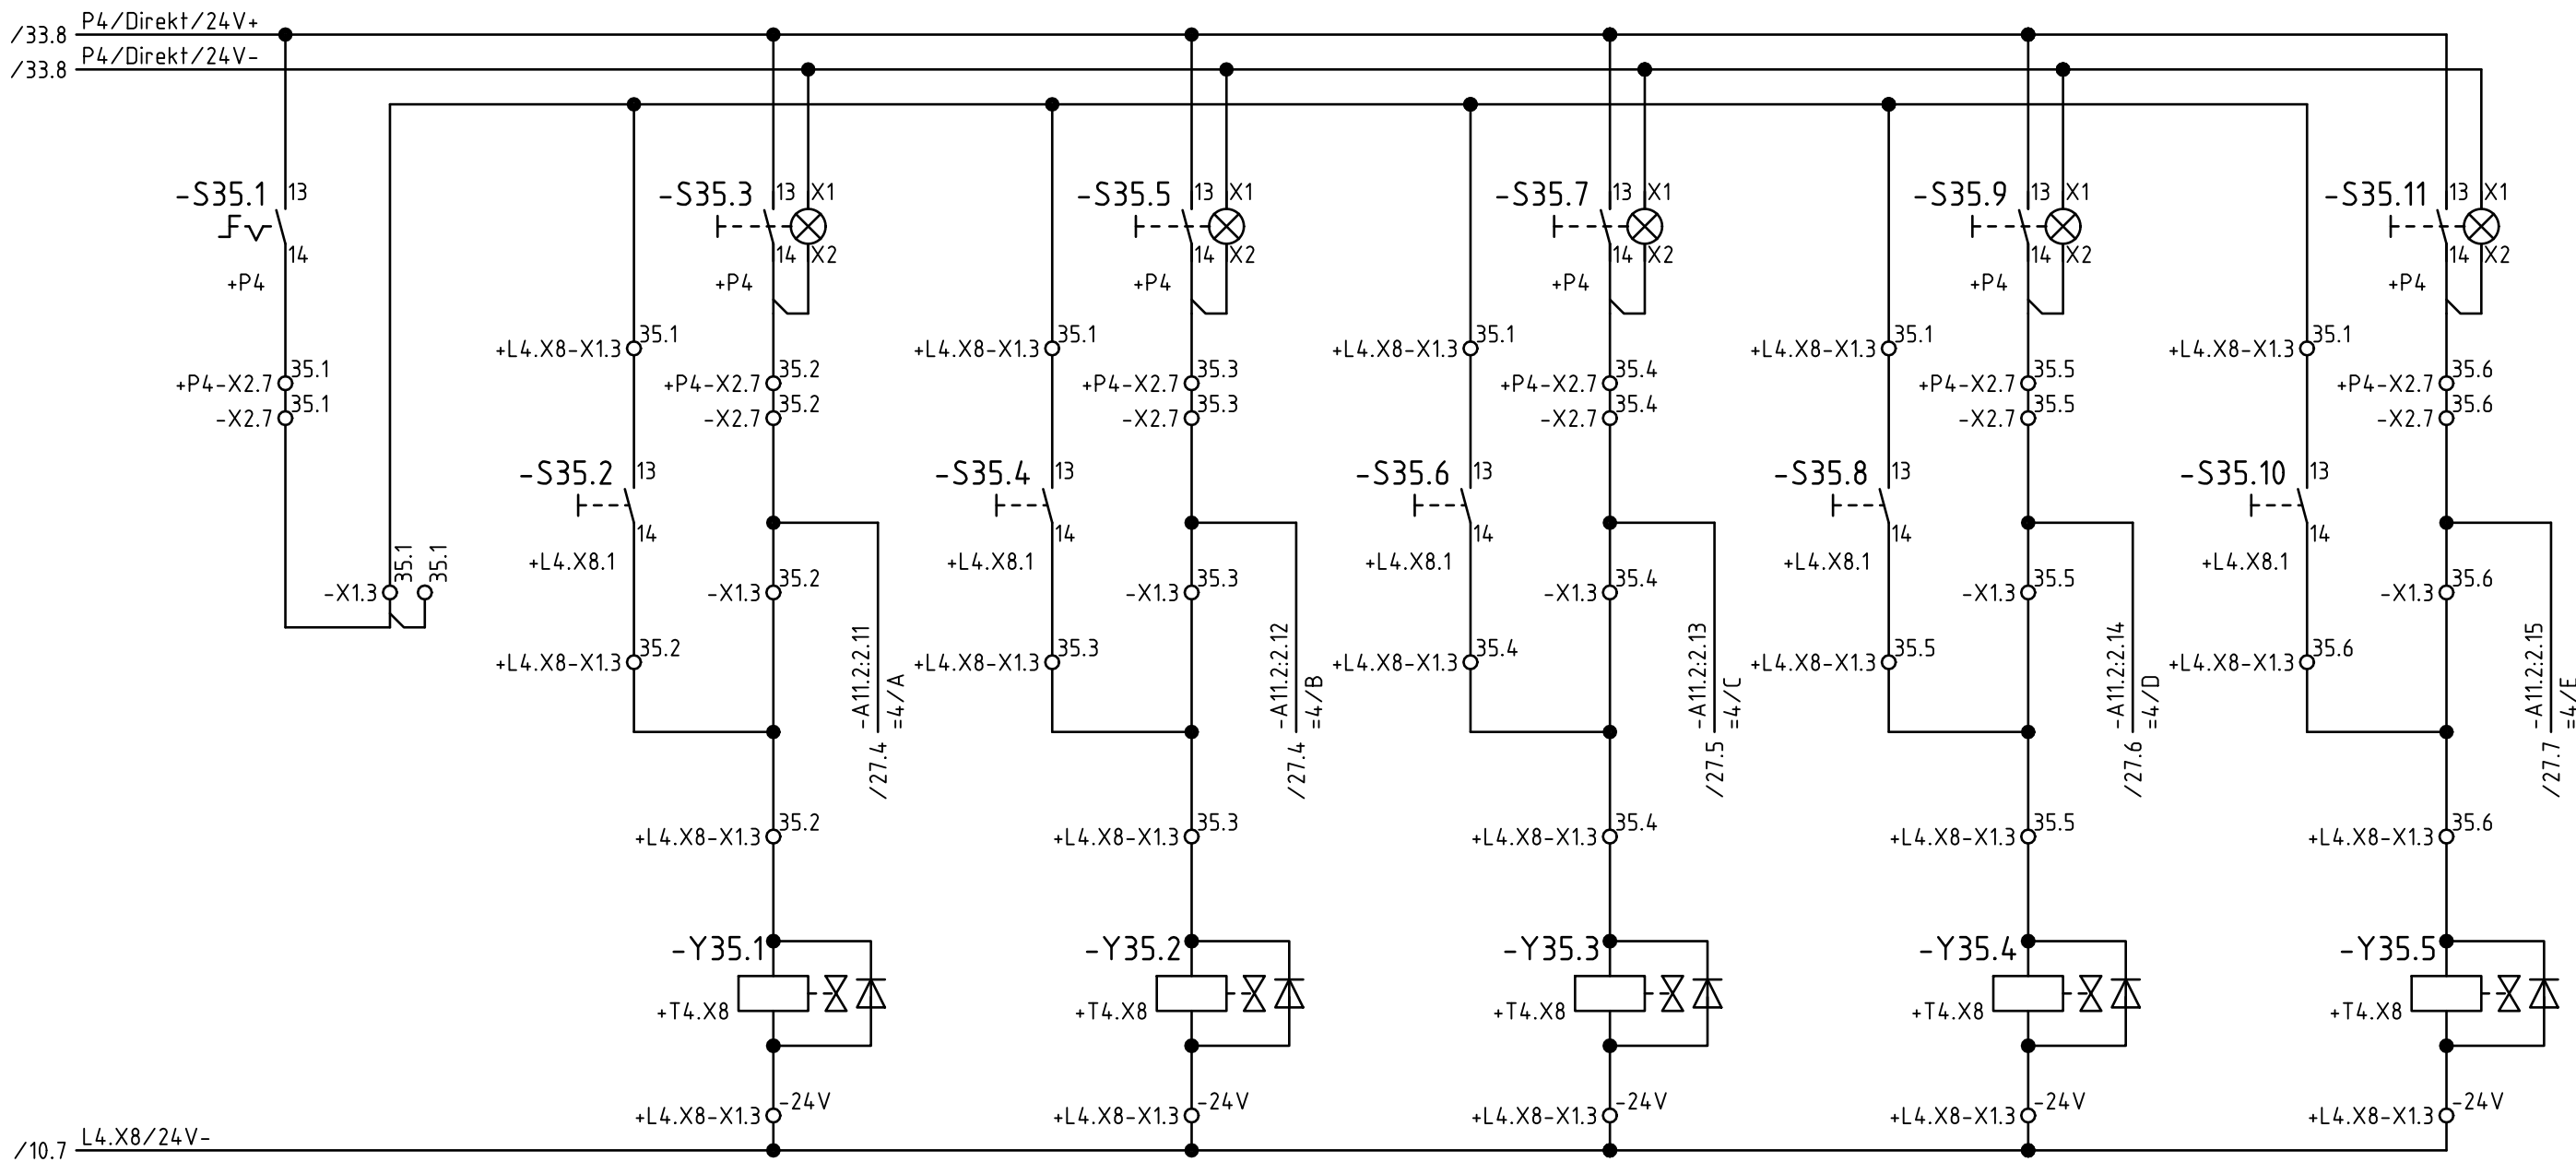 /33.8 P4/Direkt/24V+
/33.8 P4/Direkt/24V-
-S35.1 13 -S35.3 13 X1 -S35.5 13 X1 -S35.7 13 X1 -S35.9 13 X1 -S35.11 13 X1
14 14 X2 14 X2 14 X2 14 X2 14 X2
+P4 +P4 +P4 +P4 +P4 +P4
+L4.X8-X1.3 35.1 +L4.X8-X1.3 35.1 +L4.X8-X1.3 35.1 +L4.X8-X1.3 35.1 +L4.X8-X1.3 35.1
+P4-X2.7 35.1 +P4-X2.7 35.2 +P4-X2.7 35.3 +P4-X2.7 35.4 +P4-X2.7 35.5 +P4-X2.7 35.6
-X2.7 35.1 -X2.7 35.2 -X2.7 35.3 -X2.7 35.4 -X2.7 35.5 -X2.7 35.6
-S35.2 13 -S35.4 13 -S35.6 13 -S35.8 13 -S35.10 13
14 14 14 14 14
+L4.X8.1 +L4.X8.1 +L4.X8.1 +L4.X8.1 +L4.X8.1
-X1.3 35.1 35.1 -X1.3 35.2 -X1.3 35.3 -X1.3 35.4 -X1.3 35.5 -X1.3 35.6
+L4.X8-X1.3 35.2 +L4.X8-X1.3 35.3 +L4.X8-X1.3 35.4 +L4.X8-X1.3 35.5 +L4.X8-X1.3 35.6
-A11.2:2.11 -A11.2:2.12 -A11.2:2.13 -A11.2:2.14 -A11.2:2.15
=4/A =4/B =4/C =4/D =4/E
/27.4 /27.4 /27.5 /27.6 /27.7
+L4.X8-X1.3 35.2 +L4.X8-X1.3 35.3 +L4.X8-X1.3 35.4 +L4.X8-X1.3 35.5 +L4.X8-X1.3 35.6
-Y35.1 -Y35.2 -Y35.3 -Y35.4 -Y35.5
+T4.X8 +T4.X8 +T4.X8 +T4.X8 +T4.X8
+L4.X8-X1.3 -24V +L4.X8-X1.3 -24V +L4.X8-X1.3 -24V +L4.X8-X1.3 -24V +L4.X8-X1.3 -24V
/10.7 L4.X8/24V-